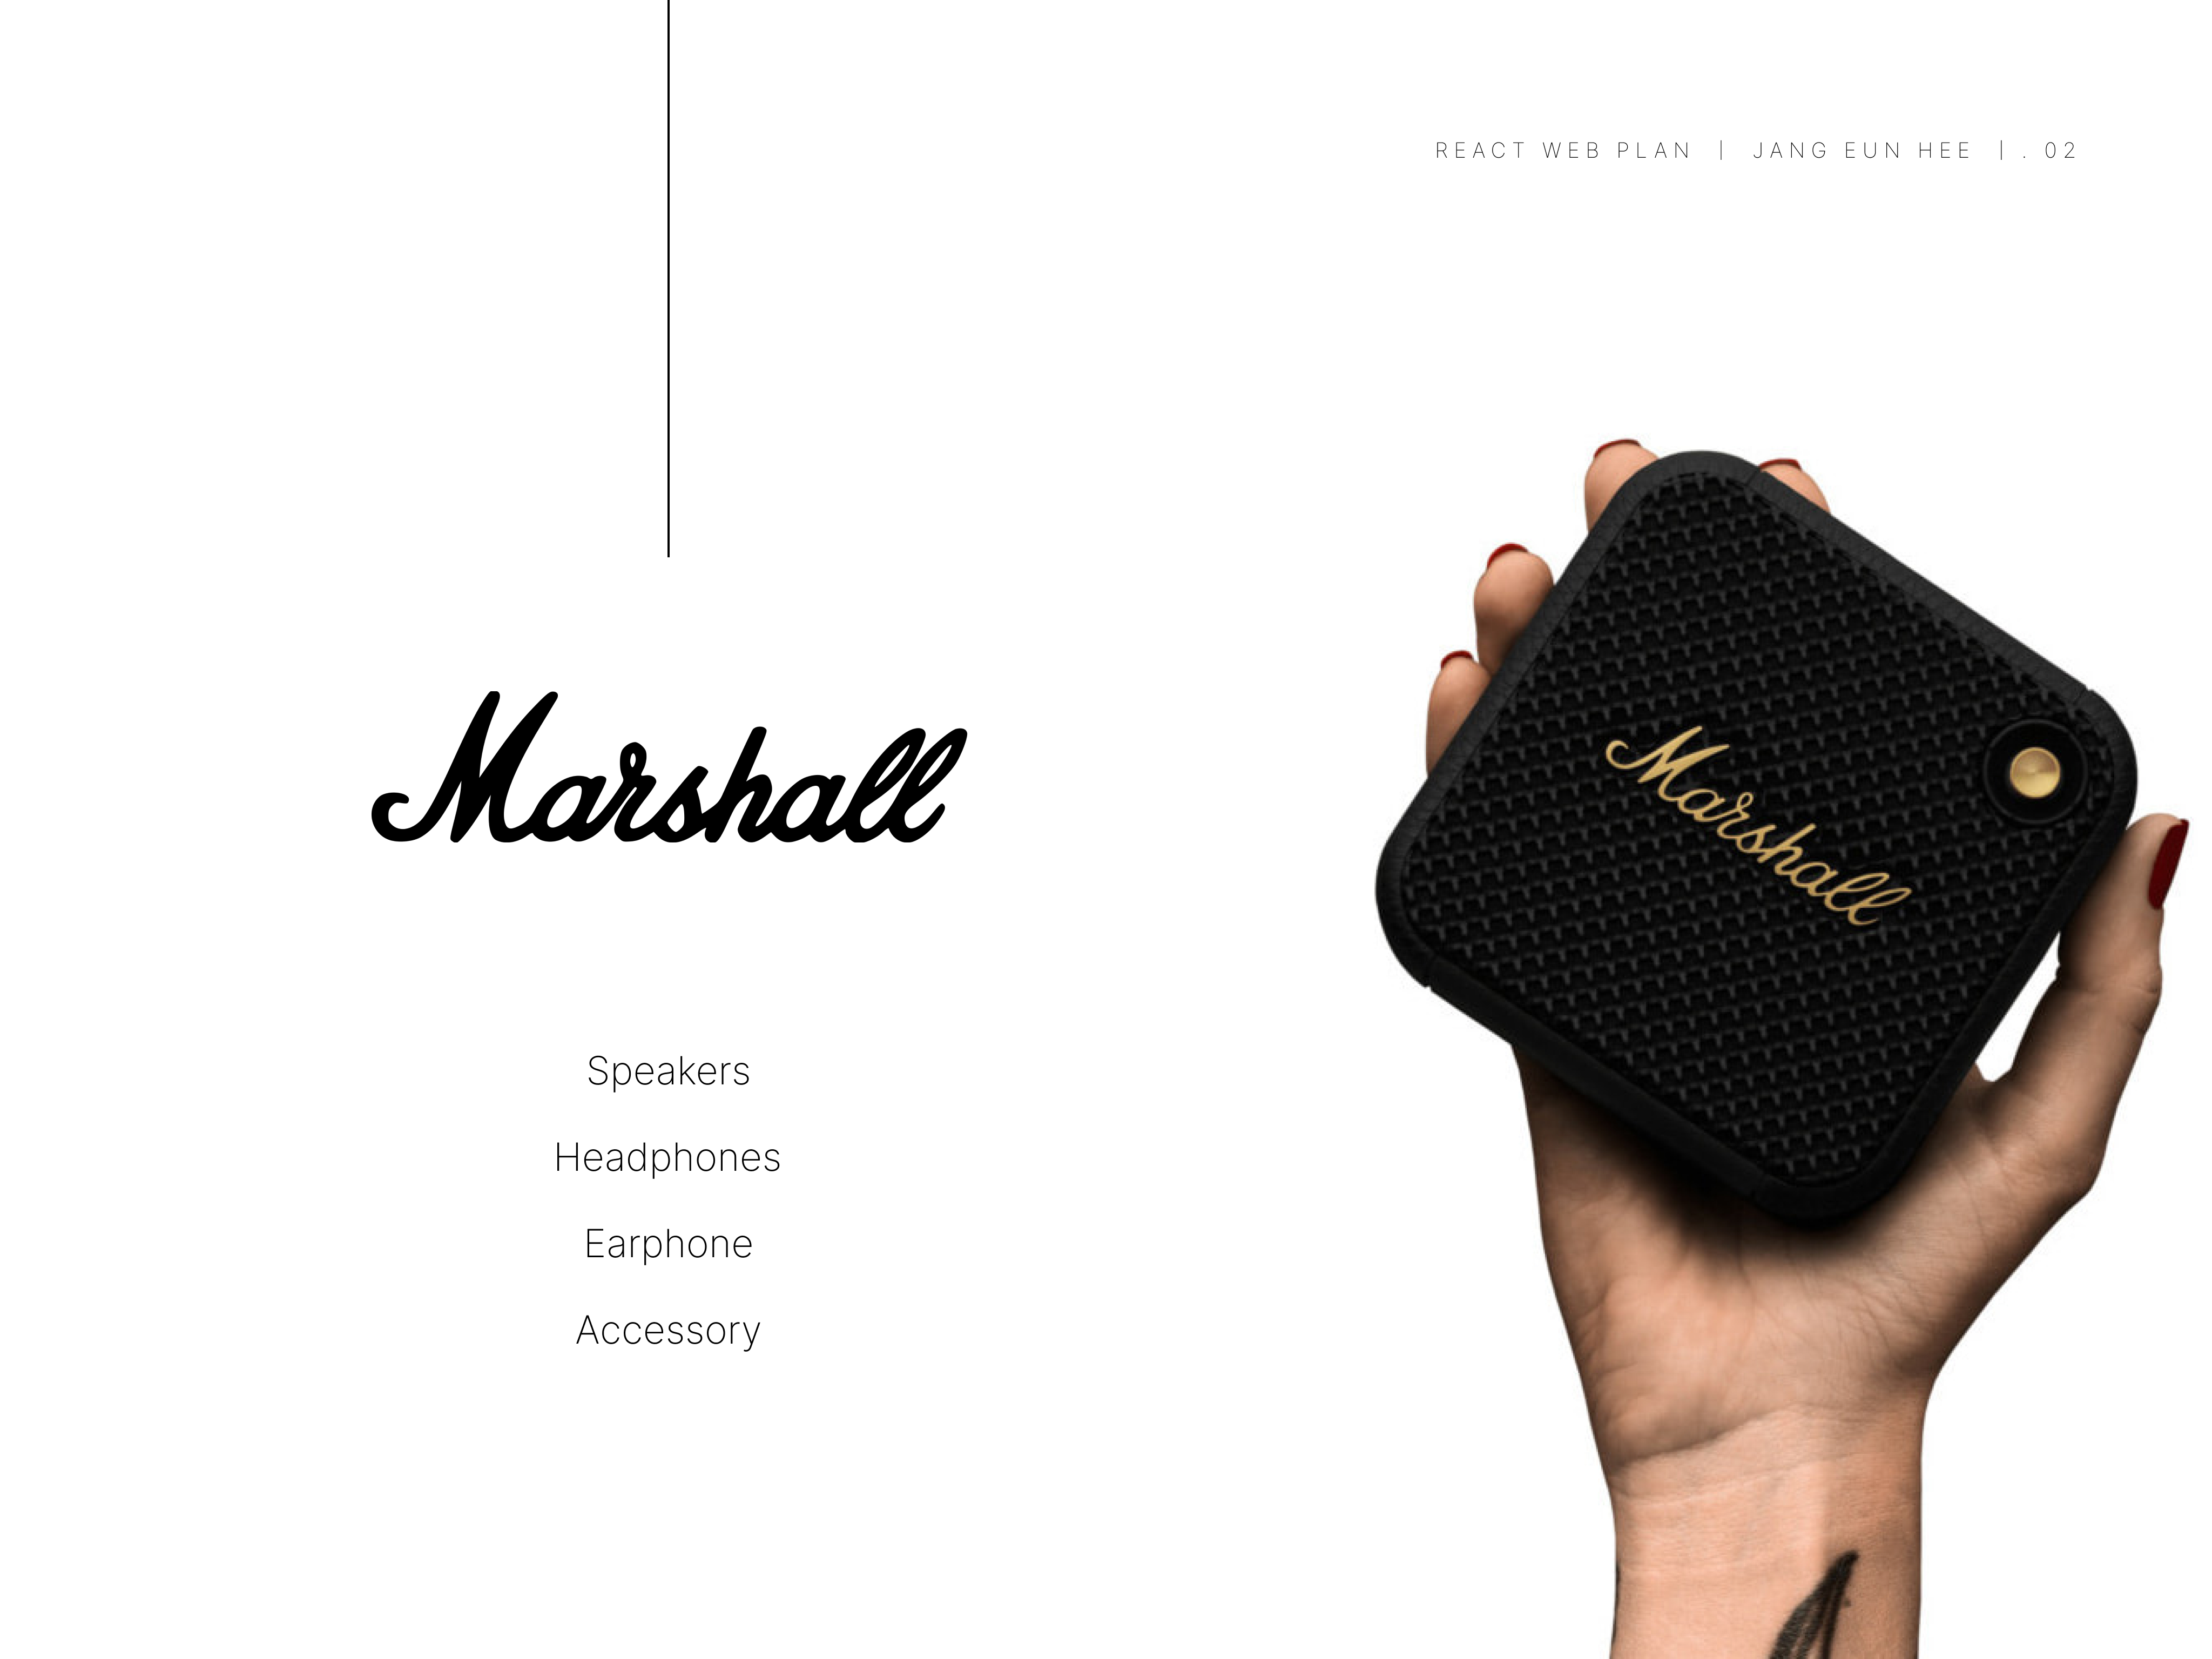 REACT WEB PLAN | JANG EUN HEE | . 02
Marshall
Marshall
Speakers
Headphones
Earphone
Accessory